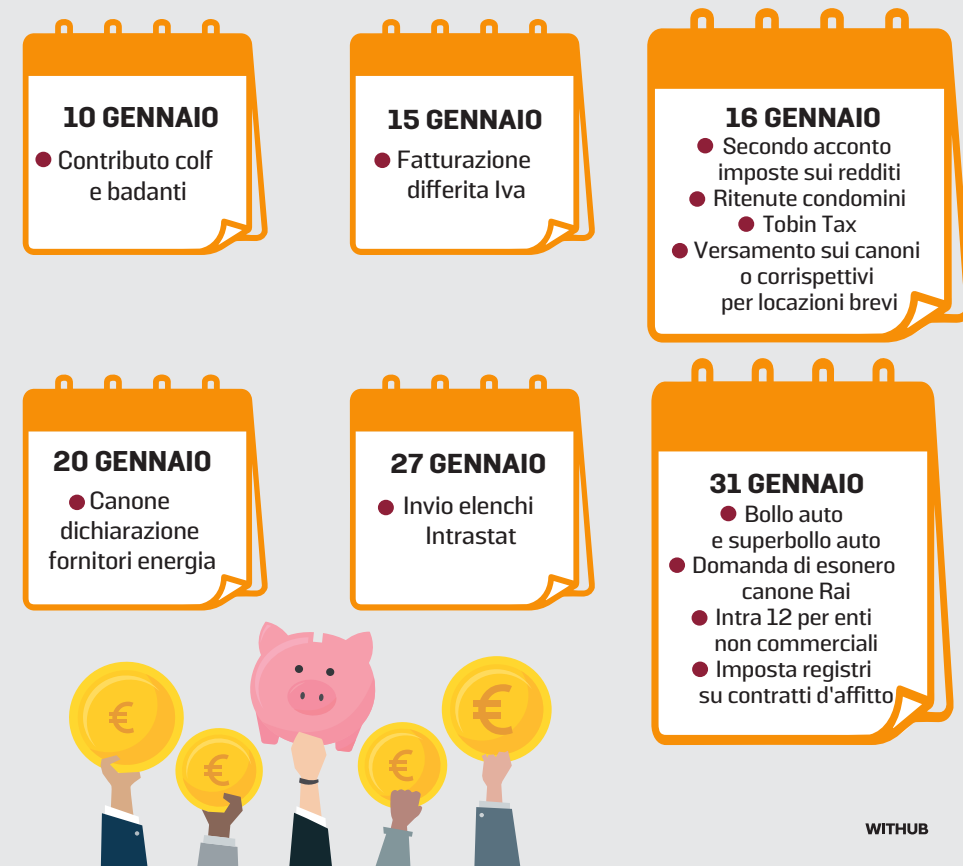 10 GENNAIO
● Contributo colf
e badanti
15 GENNAIO
● Fatturazione
differita Iva
16 GENNAIO
● Secondo acconto
imposte sui redditi
● Ritenute condomini
● Tobin Tax
● Versamento sui canoni
o corrispettivi
per locazioni brevi
20 GENNAIO
● Canone
dichiarazione
fornitori energia
27 GENNAIO
● Invio elenchi
Intrastat
31 GENNAIO
● Bollo auto
e superbollo auto
● Domanda di esonero
canone Rai
● Intra 12 per enti
non commerciali
● Imposta registri
su contratti d'affitto
€
€
€
€
WITHUB